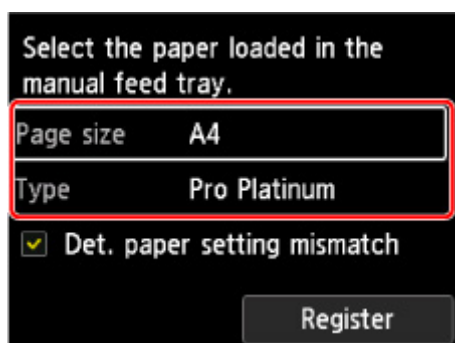 Select the paper loaded in the
manual feed tray.
Page size A4
Type Pro Platinum
Det. paper setting mismatch
Register